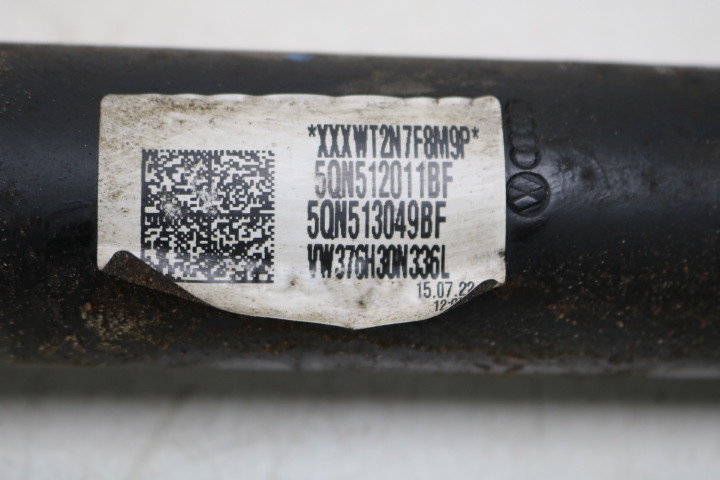 *XXXWT2N7F8M9P*
5QN512011BF
5QN513049BF
VW376H30N336L
15.07.22